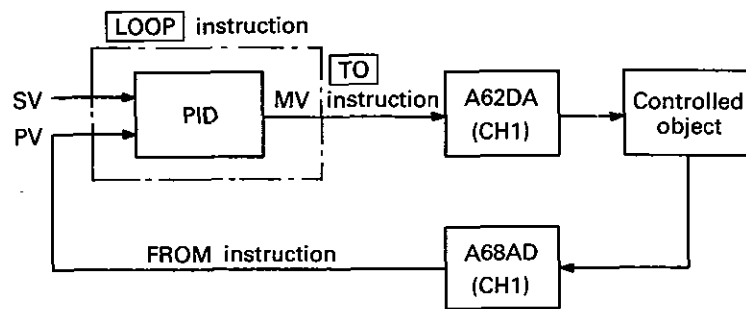 LOOP instruction
TO
instruction
SV
PV
PID
MV
A62DA
(CH1)
Controlled
object
FROM instruction
A68AD
(CH1)